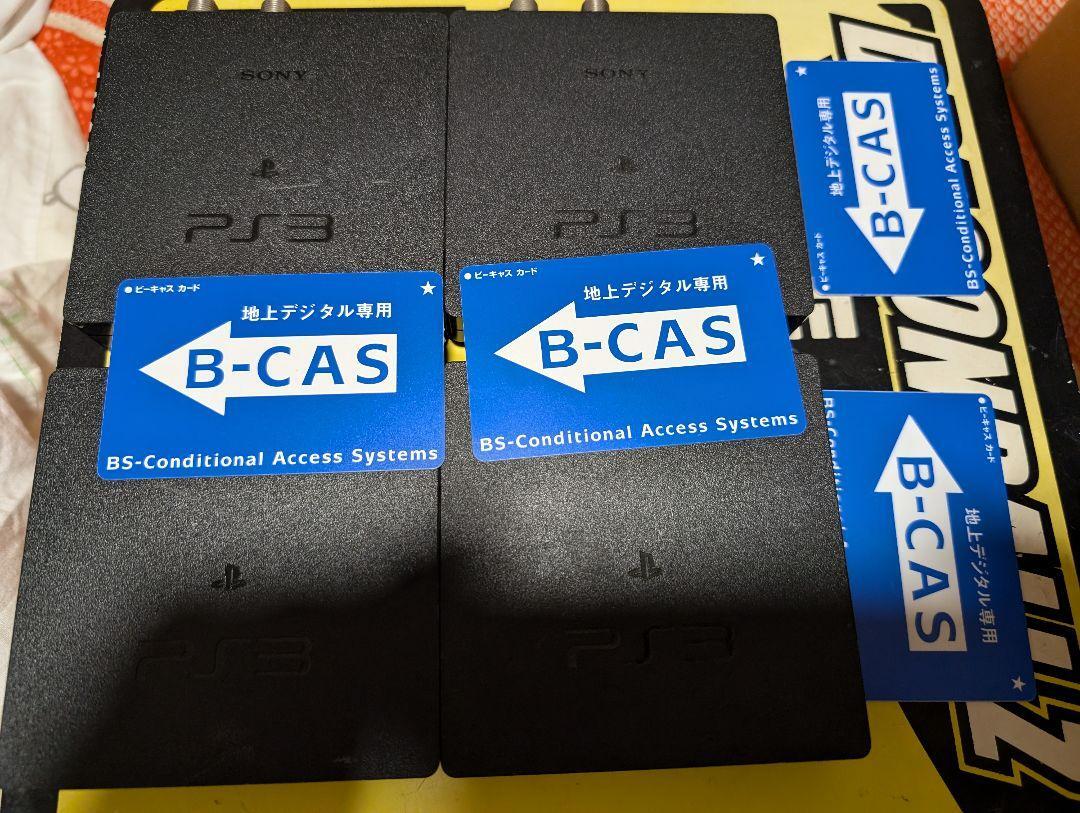 SONY
PS3
SONY
PS3
● ビーキャス カード
地上デジタル専用
B-CAS
BS-Conditional Access Systems
● ビーキャス カード
地上デジタル専用
B-CAS
BS-Conditional Access Systems
● ビーキャス カード
地上デジタル専用
B-CAS
BS-Conditional Access Systems
● ビーキャス カード
地上デジタル専用
B-CAS
PS3
PS3